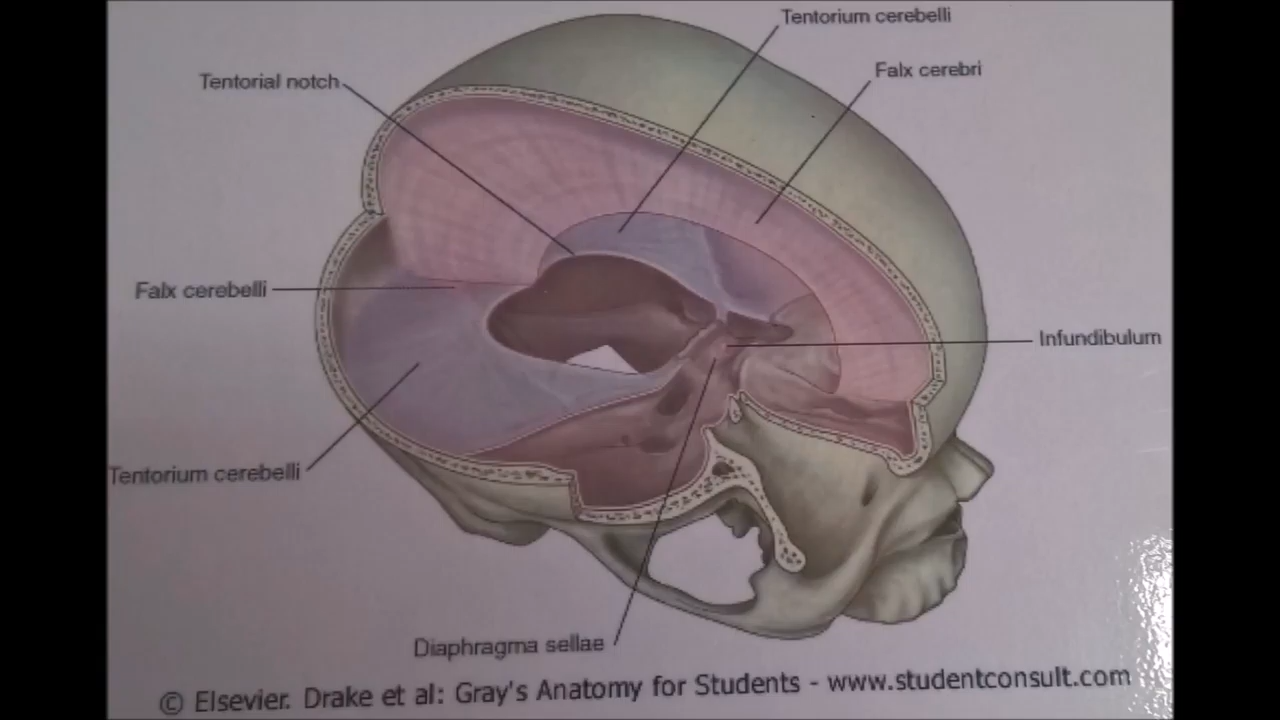 Tentorium cerebelli
Tentorial notch
Falx cerebri
Falx cerebelli
Infundibulum
Tentorium cerebelli
Diaphragma sellae
© Elsevier. Drake et al: Gray's Anatomy for Students - www.studentconsult.com